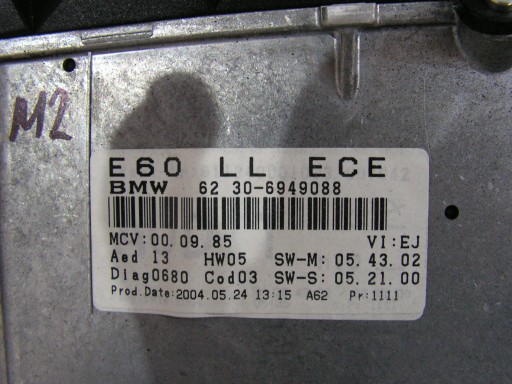 M2
E60 LL ECE
BMW 62 30-6949088
MCV:00.09.85 VI:EJ
Aed 13 HW05 SW-M: 05.43.02
Diag0680 Cod03 SW-S: 05.21.00
Prod.Date:2004.05.24 13:15 A62 Pr:1111